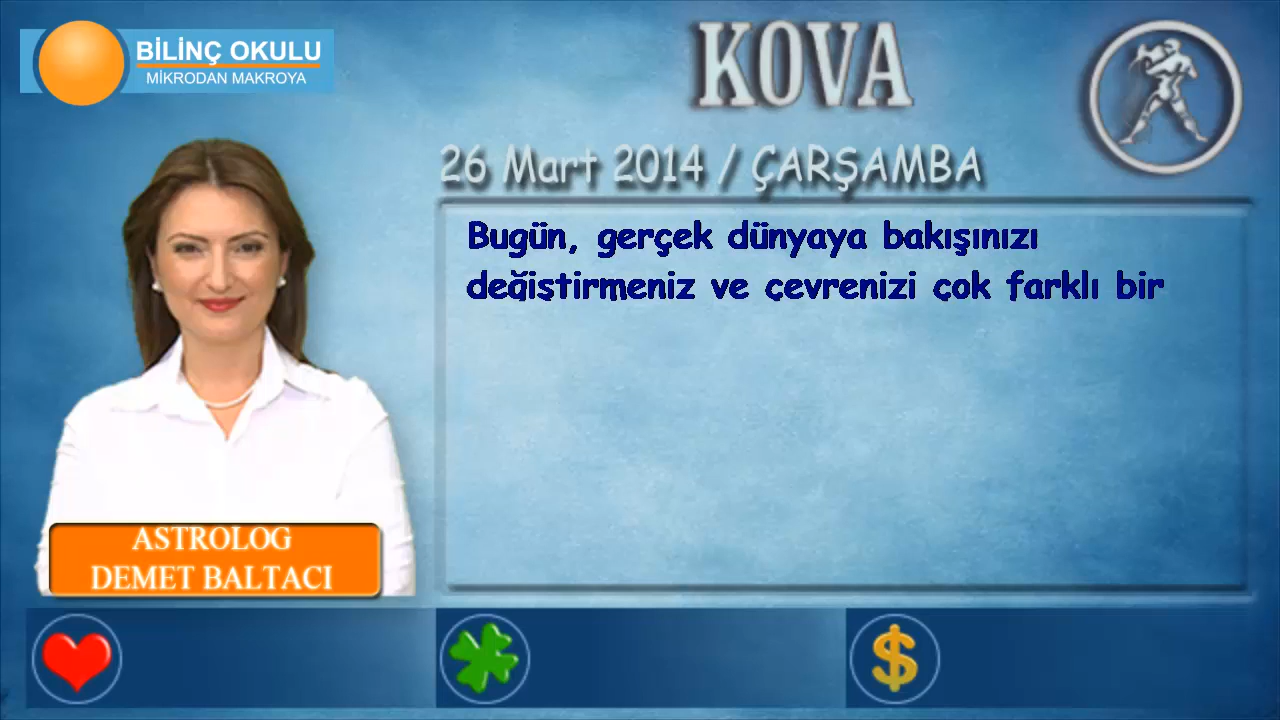 BİLİNÇ OKULU
MİKRODAN MAKROYA
KOVA
26 Mart 2014 / ÇARŞAMBA
Bugün, gerçek dünyaya bakışınızı
değiştirmeniz ve çevrenizi çok farklı bir
ASTROLOG
DEMET BALTACI
$